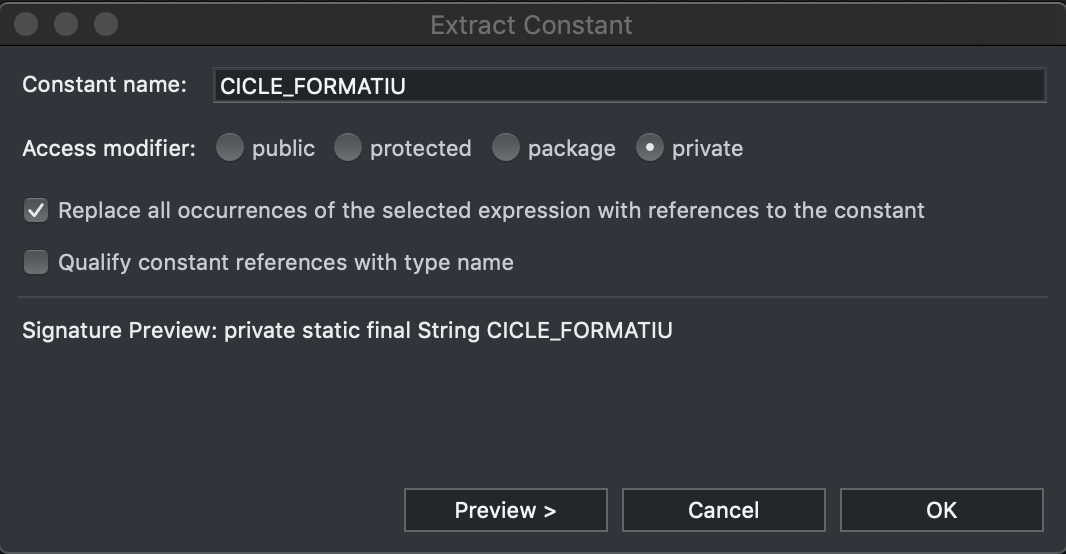 Extract Constant
Constant name: CICLE_FORMATIU
Access modifier: public protected package private
Replace all occurrences of the selected expression with references to the constant
Qualify constant references with type name
Signature Preview: private static final String CICLE_FORMATIU
Preview > Cancel OK